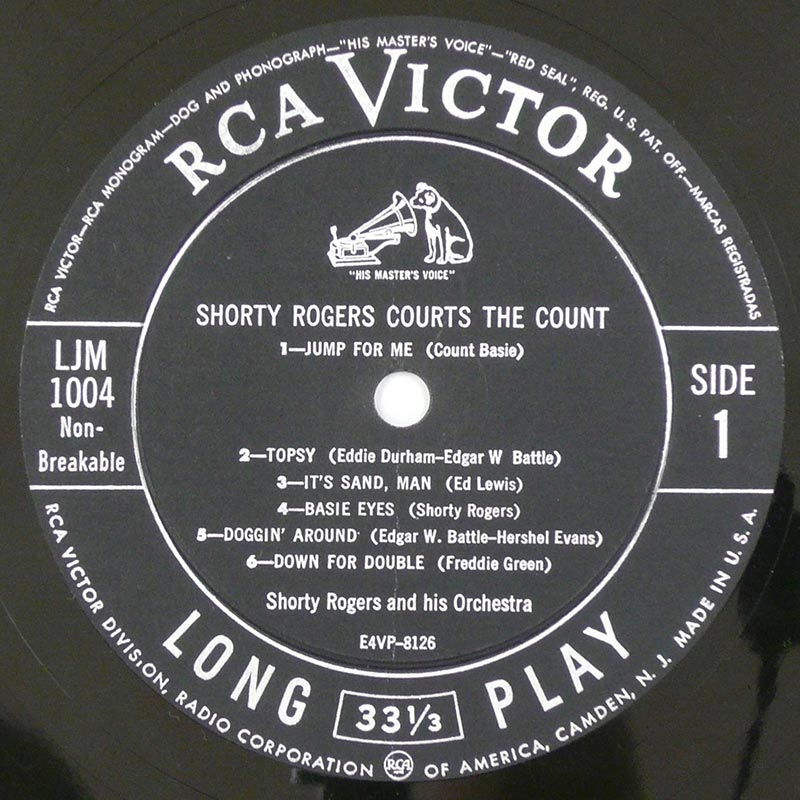 RCA VICTOR—RCA MONOGRAM—DOG AND PHONOGRAPH—"HIS MASTER'S VOICE"—"RED SEAL", REG. U. S. PAT. OFF.—MARCAS REGISTRADAS
RCA VICTOR
"HIS MASTER'S VOICE"
SHORTY ROGERS COURTS THE COUNT
1—JUMP FOR ME (Count Basie)
LJM
1004
Non-
Breakable
SIDE
1
2—TOPSY (Eddie Durham–Edgar W Battle)
3—IT'S SAND, MAN (Ed Lewis)
4—BASIE EYES (Shorty Rogers)
5—DOGGIN' AROUND (Edgar W. Battle–Hershel Evans)
6—DOWN FOR DOUBLE (Freddie Green)
Shorty Rogers and his Orchestra
E4VP–8126
LONG 33⅓ PLAY
RCA VICTOR DIVISION, RADIO CORPORATION RCA OF AMERICA, CAMDEN, N. J. MADE IN U. S. A.